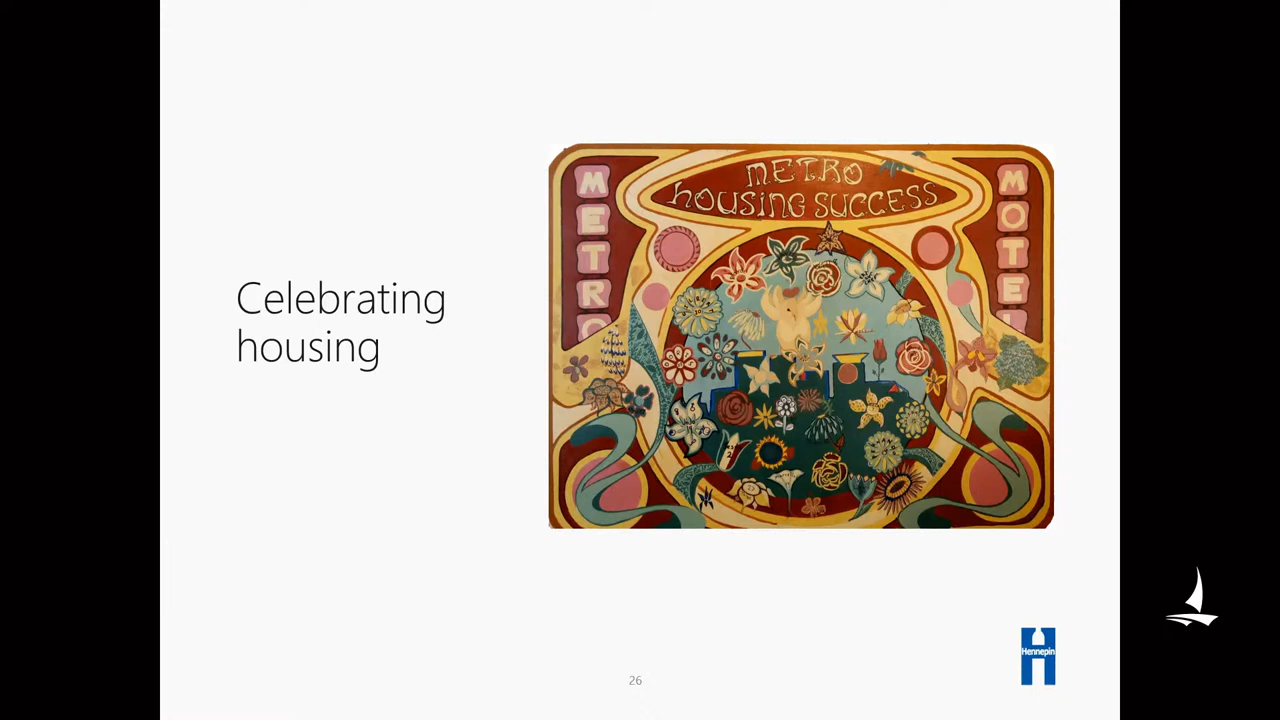 Celebrating
housing
METRO
HOUSING SUCCESS
METRO
MOTEL
Hennepin
26